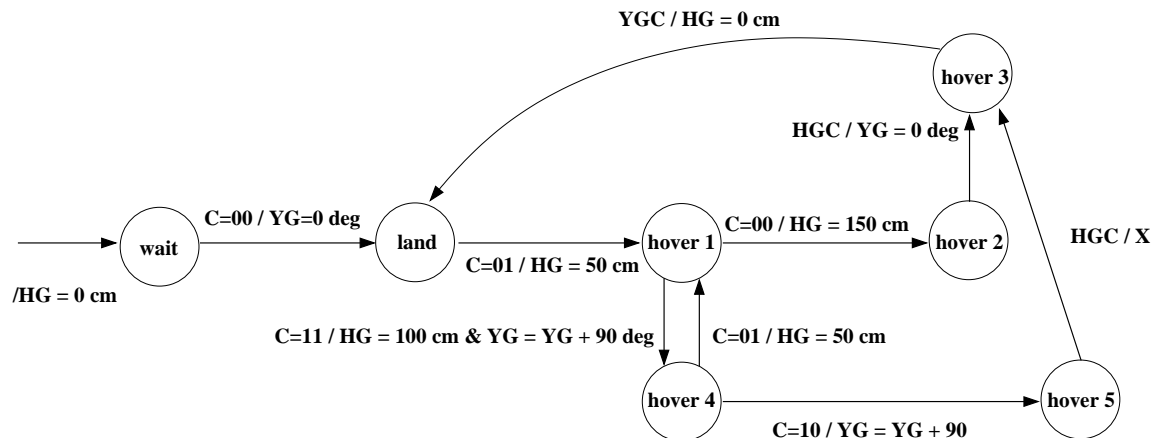 YGC / HG = 0 cm
hover 3
HGC / YG = 0 deg
C=00 / YG=0 deg
wait
land
hover 1
C=00 / HG = 150 cm
hover 2
HGC / X
C=01 / HG = 50 cm
/HG = 0 cm
C=11 / HG = 100 cm & YG = YG + 90 deg
C=01 / HG = 50 cm
hover 4
hover 5
C=10 / YG = YG + 90